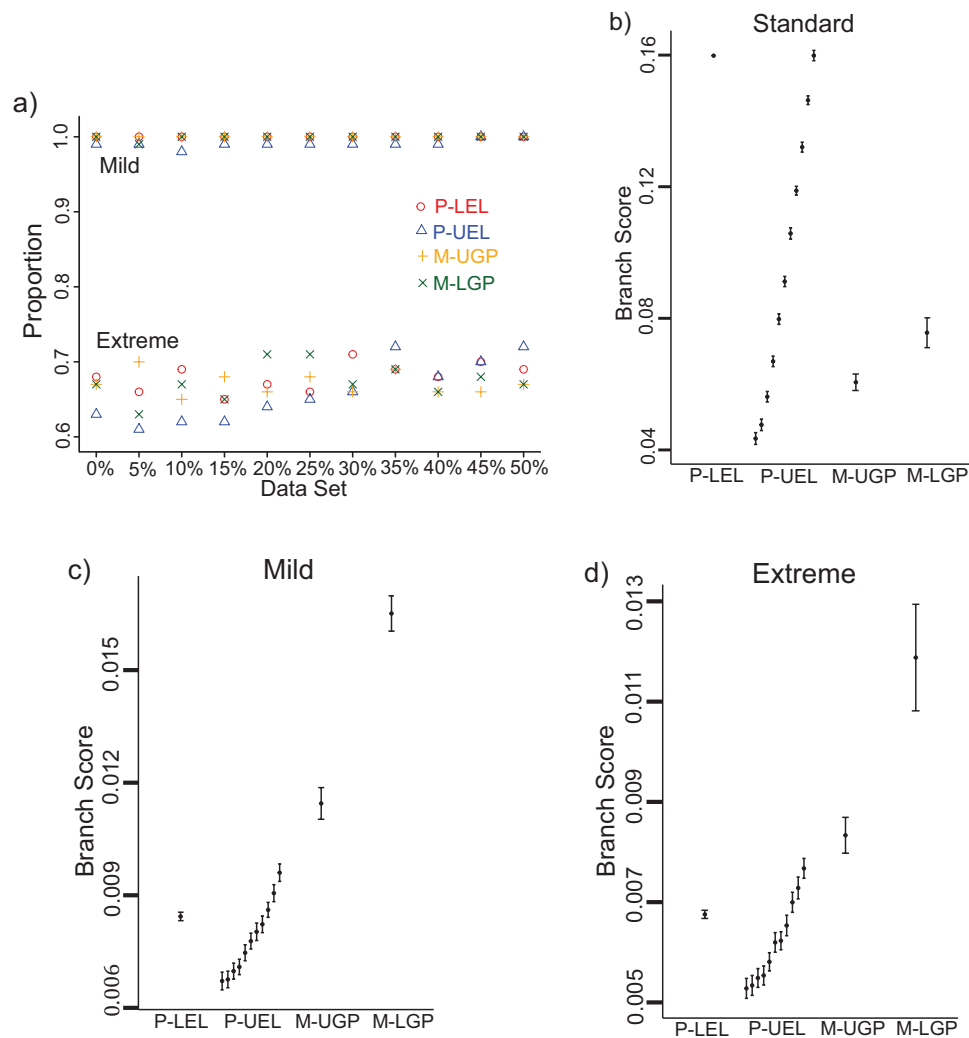 a)
Proportion
1.0
0.9
0.8
0.7
0.6
Mild
P-LEL
P-UEL
M-UGP
M-LGP
Extreme
0% 5% 10% 15% 20% 25% 30% 35% 40% 45% 50%
Data Set
b)
Standard
Branch Score
0.16
0.12
0.08
0.04
P-LEL P-UEL M-UGP M-LGP
c)
Mild
Branch Score
0.015
0.012
0.009
0.006
P-LEL P-UEL M-UGP M-LGP
d)
Extreme
Branch Score
0.013
0.011
0.009
0.007
0.005
P-LEL P-UEL M-UGP M-LGP